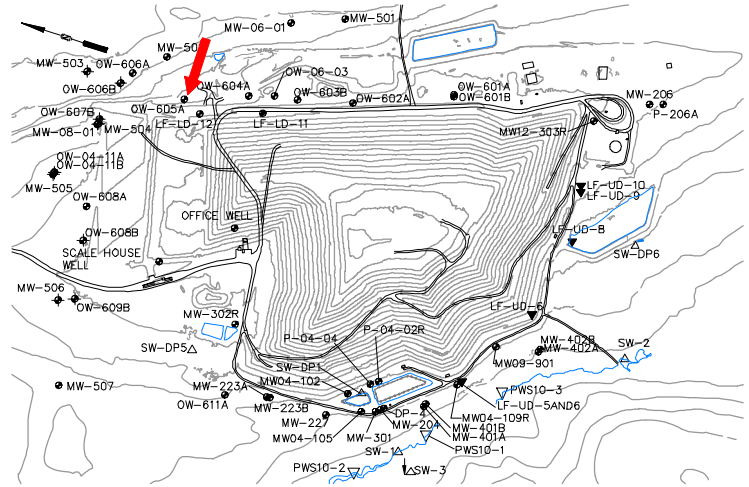 MW-06-01
MW-501
MW-50
MW-503
OW-606A
OW-606B
OW-06-03
OW-604A
OW-603B
OW-602A
OW-601A
OW-601B
MW-206
P-206A
OW-605A
OW-607B
LF-LD-12
LF-LD-11
MW-08-01
MW-504
MW12-303R
OW-04-11A
OW-04-11B
MW-505
OW-608A
LF-UD-10
LF-UD-9
OFFICE WELL
LF-UD-8
OW-608B
SW-DP6
SCALE HOUSE
WELL
MW-506
OW-609B
MW-302R
LF-UD-6
P-04-04
P-04-02R
SW-DP5
SW-DP1
MW-402B
MW-402A
SW-2
MW09-901
MW-507
MW-223A
MW04-102
OW-611A
MW-223B
PWS10-3
LF-UD-5AND6
MW-227
DP-4
MW-204
MW04-109R
MW04-105
MW-301
MW-401B
MW-401A
SW-1
PWS10-1
PWS10-2
SW-3